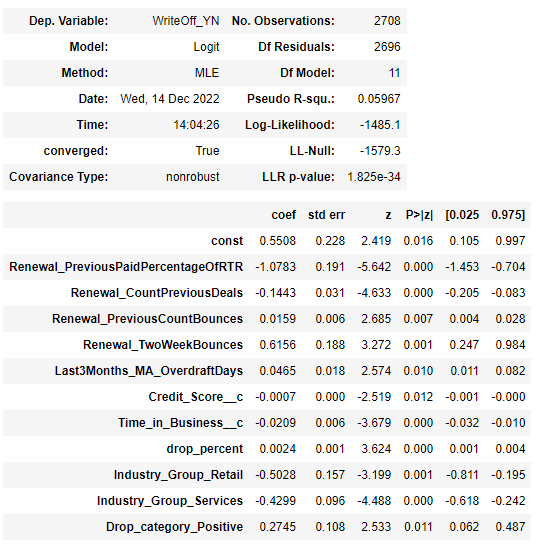 Dep. Variable: WriteOff_YN No. Observations: 2708
Model: Logit Df Residuals: 2696
Method: MLE Df Model: 11
Date: Wed, 14 Dec 2022 Pseudo R-squ.: 0.05967
Time: 14:04:26 Log-Likelihood: -1485.1
converged: True LL-Null: -1579.3
Covariance Type: nonrobust LLR p-value: 1.825e-34
coef std err z P>|z| [0.025 0.975]
const 0.5508 0.228 2.419 0.016 0.105 0.997
Renewal_PreviousPaidPercentageOfRTR -1.0783 0.191 -5.642 0.000 -1.453 -0.704
Renewal_CountPreviousDeals -0.1443 0.031 -4.633 0.000 -0.205 -0.083
Renewal_PreviousCountBounces 0.0159 0.006 2.685 0.007 0.004 0.028
Renewal_TwoWeekBounces 0.6156 0.188 3.272 0.001 0.247 0.984
Last3Months_MA_OverdraftDays 0.0465 0.018 2.574 0.010 0.011 0.082
Credit_Score__c -0.0007 0.000 -2.519 0.012 -0.001 -0.000
Time_in_Business__c -0.0209 0.006 -3.679 0.000 -0.032 -0.010
drop_percent 0.0024 0.001 3.624 0.000 0.001 0.004
Industry_Group_Retail -0.5028 0.157 -3.199 0.001 -0.811 -0.195
Industry_Group_Services -0.4299 0.096 -4.488 0.000 -0.618 -0.242
Drop_category_Positive 0.2745 0.108 2.533 0.011 0.062 0.487